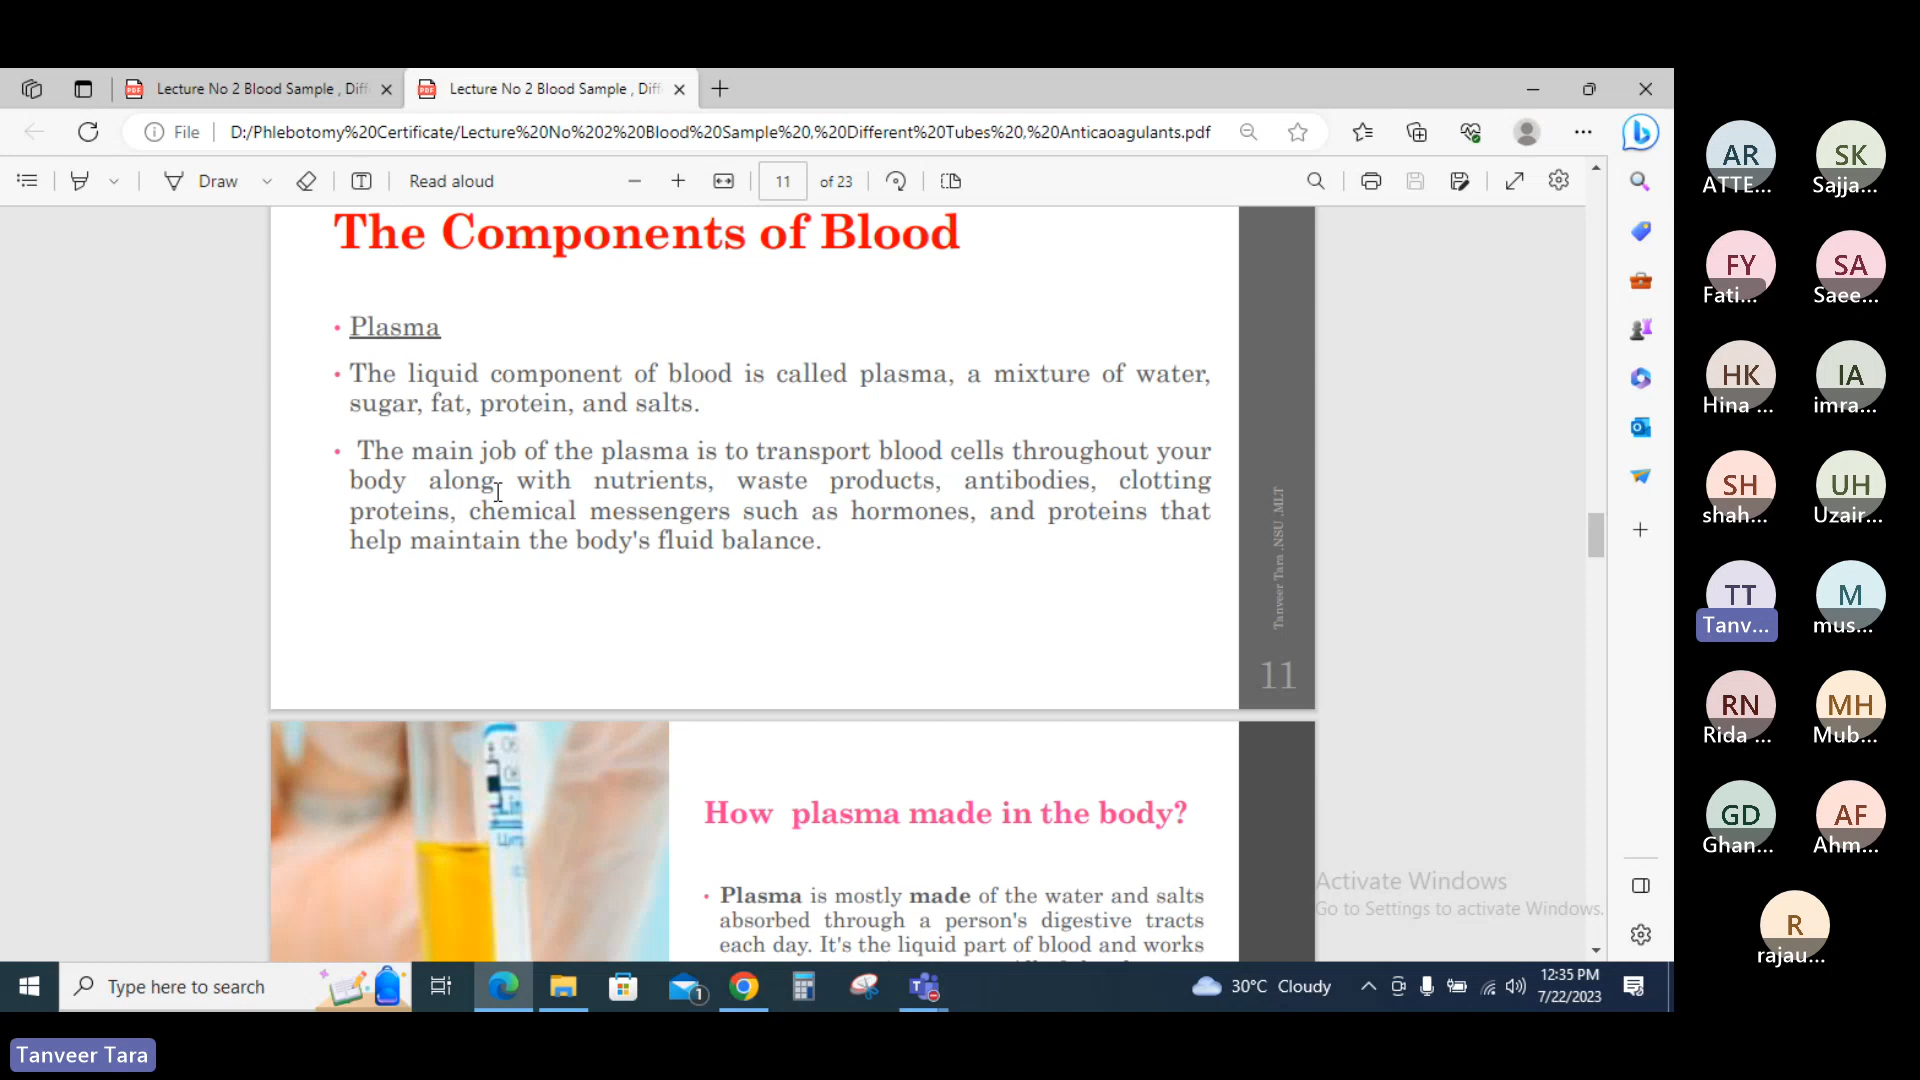 Lecture No 2 Blood Sample , Diff
Lecture No 2 Blood Sample , Diff
File
D:/Phlebotomy%20Certificate/Lecture%20No%202%20Blood%20Sample%20,%20Different%20Tubes%20,%20Anticaoagulants.pdf
Draw
Read aloud
11 of 23
The Components of Blood
• Plasma
• The liquid component of blood is called plasma, a mixture of water,
sugar, fat, protein, and salts.
• The main job of the plasma is to transport blood cells throughout your
body along with nutrients, waste products, antibodies, clotting
proteins, chemical messengers such as hormones, and proteins that
help maintain the body's fluid balance.
Tanveer Tara .NSU .MLT
11
How plasma made in the body?
• Plasma is mostly made of the water and salts
absorbed through a person's digestive tracts
each day. It's the liquid part of blood and works
Activate Windows
Go to Settings to activate Windows.
Type here to search
1
30°C Cloudy
12:35 PM
7/22/2023
AR
ATTE...
SK
Sajja...
FY
Fati...
SA
Saee...
HK
Hina ...
IA
imra...
SH
shah...
UH
Uzair...
TT
Tanv...
M
mus...
RN
Rida ...
MH
Mub...
GD
Ghan...
AF
Ahm...
R
rajau...
Tanveer Tara